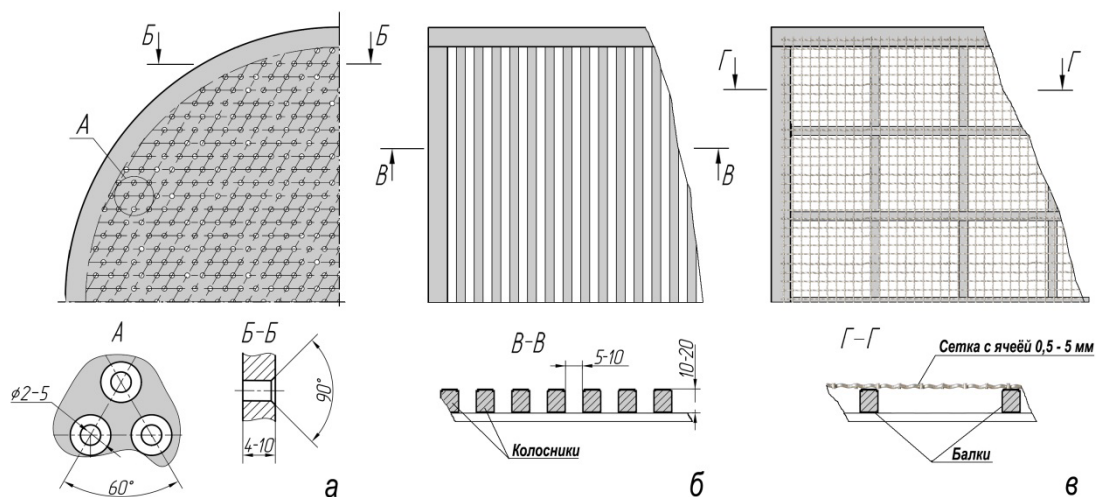 Б Б
А
В В
Г Г
А
Б-Б
В-В
Г-Г
ϕ2-5
60°
90°
4-10
5-10
10-20
Колосники
Сетка с ячеёй 0,5 - 5 мм
Балки
а
б
в